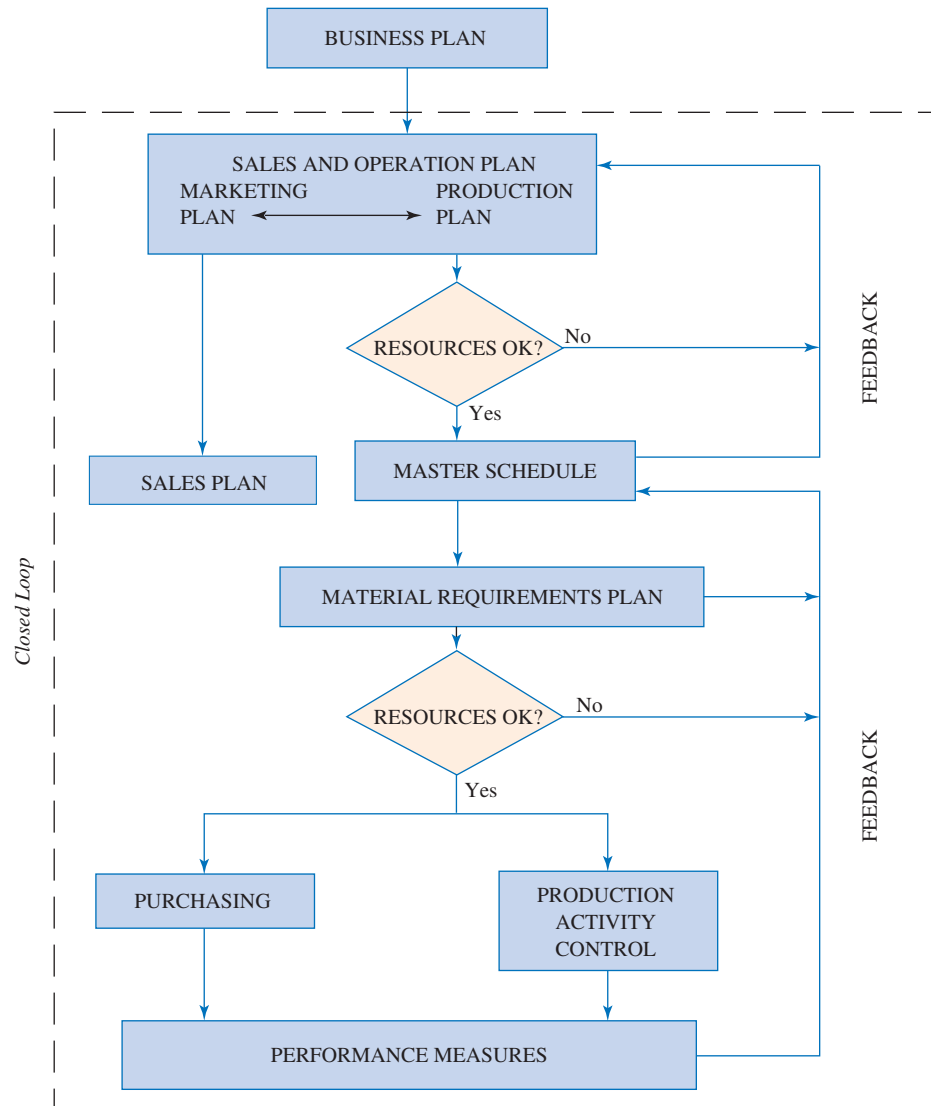 BUSINESS PLAN
SALES AND OPERATION PLAN
MARKETING
PLAN
PRODUCTION
PLAN
RESOURCES OK?
No
FEEDBACK
Yes
SALES PLAN
MASTER SCHEDULE
Closed Loop
MATERIAL REQUIREMENTS PLAN
RESOURCES OK?
No
FEEDBACK
Yes
PURCHASING
PRODUCTION
ACTIVITY
CONTROL
PERFORMANCE MEASURES